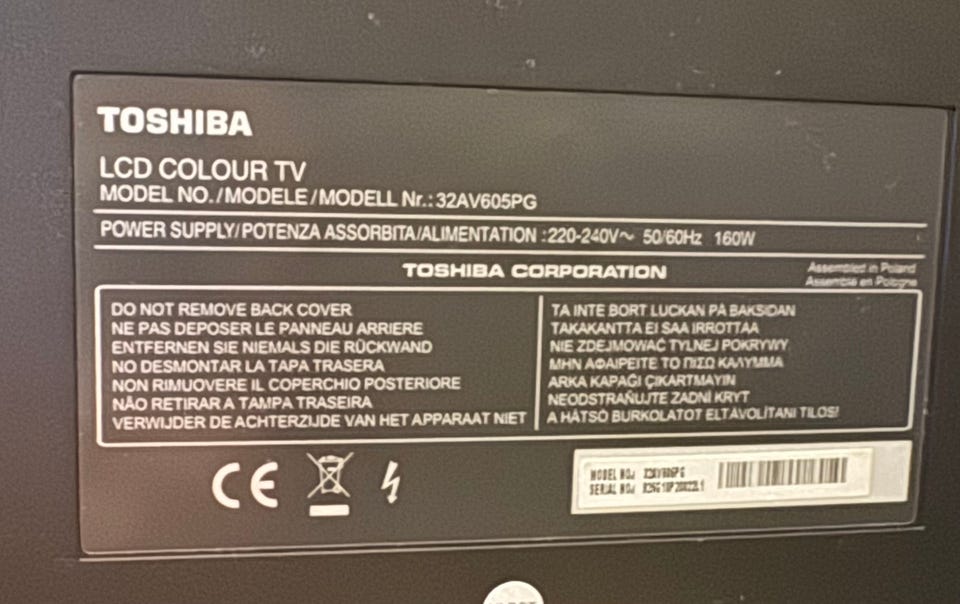 TOSHIBA
LCD COLOUR TV
MODEL NO./MODELE/MODELL Nr.: 32AV605PG
POWER SUPPLY/POTENZA ASSORBITA/ALIMENTATION :220-240V~ 50/60Hz 160W
TOSHIBA CORPORATION
Assembled in Poland
Assemblé en Pologne
DO NOT REMOVE BACK COVER
NE PAS DEPOSER LE PANNEAU ARRIERE
ENTFERNEN SIE NIEMALS DIE RÜCKWAND
NO DESMONTAR LA TAPA TRASERA
NON RIMUOVERE IL COPERCHIO POSTERIORE
NÃO RETIRAR A TAMPA TRASEIRA
VERWIJDER DE ACHTERZIJDE VAN HET APPARAAT NIET
TA INTE BORT LUCKAN PÅ BAKSIDAN
TAKAKANTTA EI SAA IRROTTAA
NIE ZDEJMOWAĆ TYLNEJ POKRYWY
ΜΗΝ ΑΦΑΙΡΕΙΤΕ ΤΟ ΠΙΣΩ ΚΑΛΥΜΜΑ
ARKA KAPAĞI ÇIKARTMAYIN
NEODSTRAŇUJTE ZADNÍ KRYT
A HÁTSÓ BURKOLATOT ELTÁVOLÍTANI TILOS!
CE
MODEL NO.: 32AV605PG
SERIAL NO.: